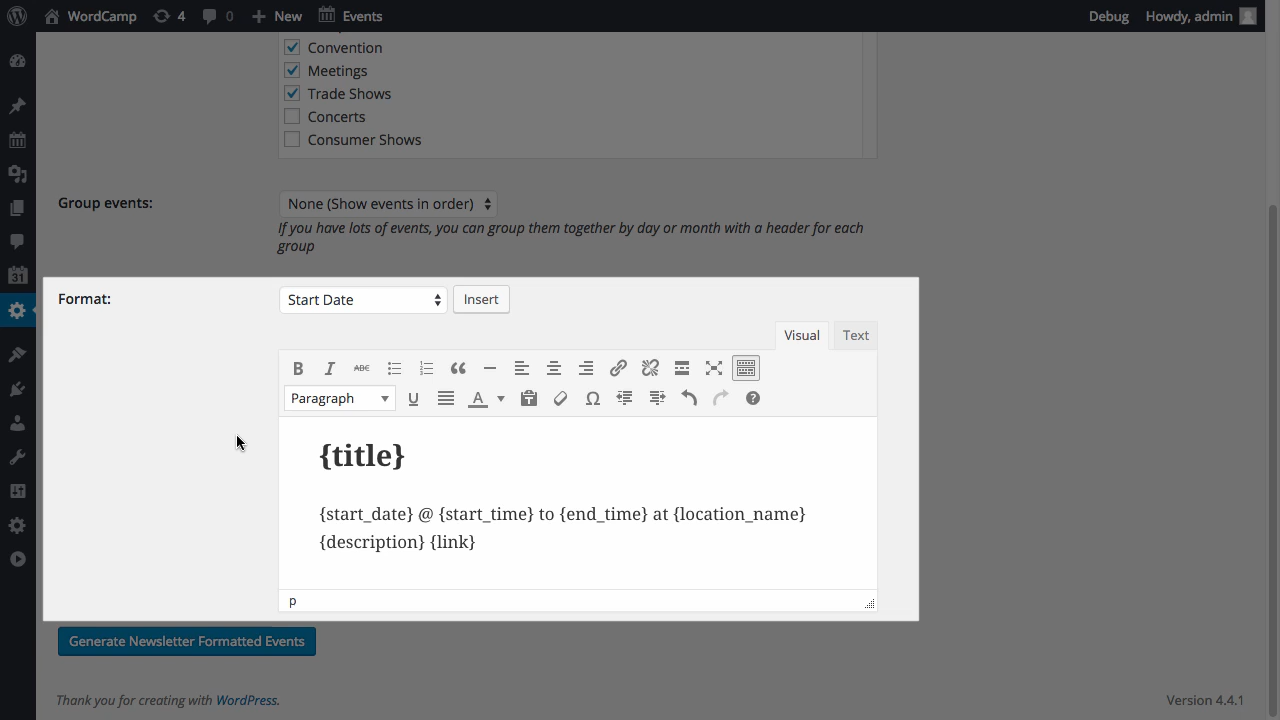 WordCamp 4 0 New Events Debug Howdy, admin
Convention
Meetings
Trade Shows
Concerts
Consumer Shows
Group events: None (Show events in order)
If you have lots of events, you can group them together by day or month with a header for each
group
31
Format: Start Date Insert
Visual Text
B I ABC
Paragraph U A Ω ?
{title}
{start_date} @ {start_time} to {end_time} at {location_name}
{description} {link}
p
Generate Newsletter Formatted Events
Thank you for creating with WordPress. Version 4.4.1